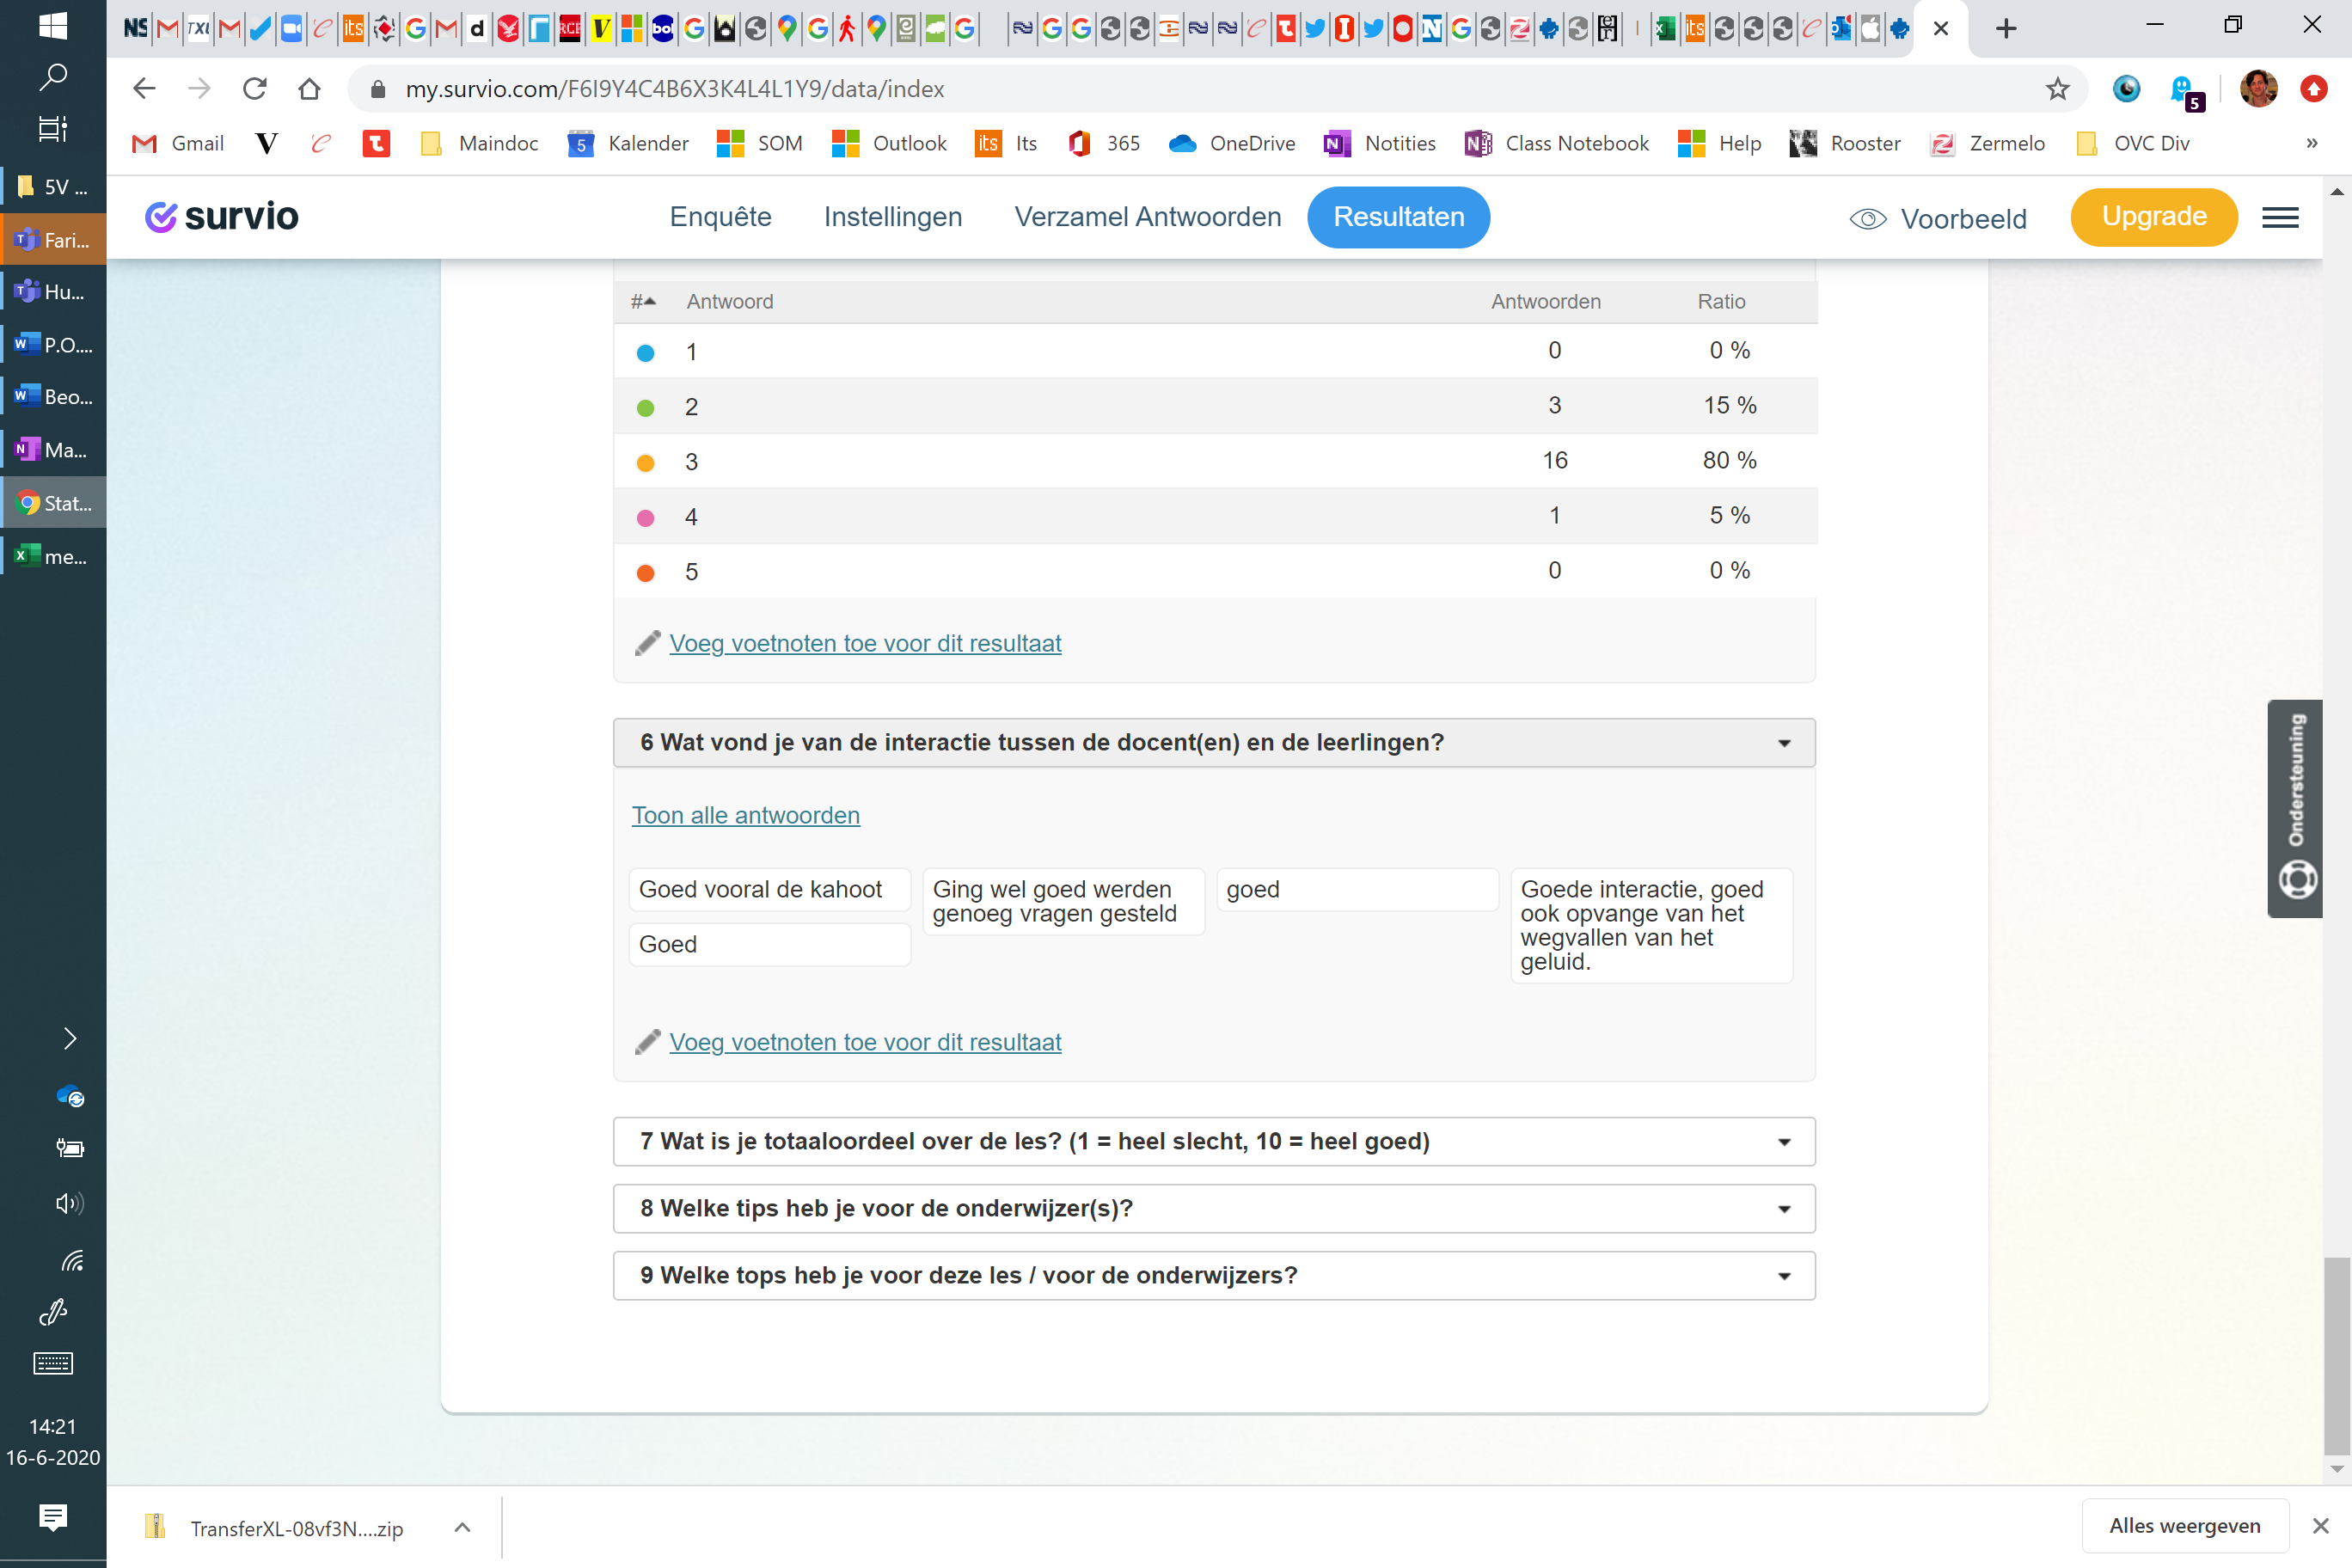 my.survio.com/F6I9Y4C4B6X3K4L4L1Y9/data/index
5
Gmail
Maindoc
5
Kalender
SOM
Outlook
its
Its
365
OneDrive
Notities
Class Notebook
Help
Rooster
Zermelo
OVC Div
»
survio
Enquête
Instellingen
Verzamel Antwoorden
Resultaten
Voorbeeld
Upgrade
5V ...
Fari...
Hu...
P.O....
Beo...
Ma...
Stat...
me...
14:21
16-6-2020
# Antwoord Antwoorden Ratio
1 0 0 %
2 3 15 %
3 16 80 %
4 1 5 %
5 0 0 %
Voeg voetnoten toe voor dit resultaat
6 Wat vond je van de interactie tussen de docent(en) en de leerlingen?
Toon alle antwoorden
Goed vooral de kahoot
Goed
Ging wel goed werden
genoeg vragen gesteld
goed
Goede interactie, goed
ook opvange van het
wegvallen van het
geluid.
Voeg voetnoten toe voor dit resultaat
7 Wat is je totaaloordeel over de les? (1 = heel slecht, 10 = heel goed)
8 Welke tips heb je voor de onderwijzer(s)?
9 Welke tops heb je voor deze les / voor de onderwijzers?
Ondersteuning
TransferXL-08vf3N....zip
Alles weergeven